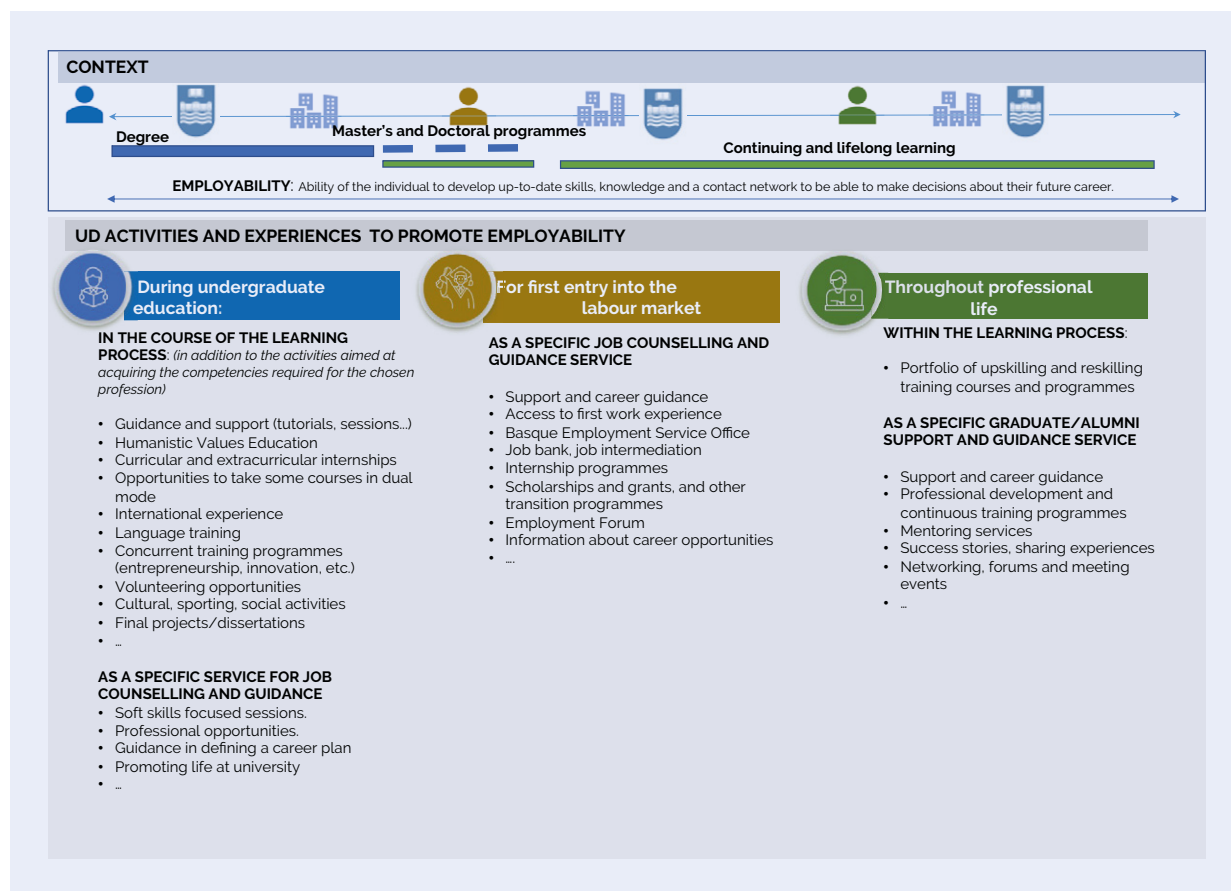 CONTEXT
Degree
Master's and Doctoral programmes
Continuing and lifelong learning
EMPLOYABILITY: Ability of the individual to develop up-to-date skills, knowledge and a contact network to be able to make decisions about their future career.
UD ACTIVITIES AND EXPERIENCES TO PROMOTE EMPLOYABILITY
During undergraduate
education:
IN THE COURSE OF THE LEARNING
PROCESS: (in addition to the activities aimed at
acquiring the competencies required for the chosen
profession)
• Guidance and support (tutorials, sessions...)
• Humanistic Values Education
• Curricular and extracurricular internships
• Opportunities to take some courses in dual
mode
• International experience
• Language training
• Concurrent training programmes
(entrepreneurship, innovation, etc.)
• Volunteering opportunities
• Cultural, sporting, social activities
• Final projects/dissertations
• ...
AS A SPECIFIC SERVICE FOR JOB
COUNSELLING AND GUIDANCE
• Soft skills focused sessions.
• Professional opportunities.
• Guidance in defining a career plan
• Promoting life at university
• ...
For first entry into the
labour market
AS A SPECIFIC JOB COUNSELLING AND
GUIDANCE SERVICE
• Support and career guidance
• Access to first work experience
• Basque Employment Service Office
• Job bank, job intermediation
• Internship programmes
• Scholarships and grants, and other
transition programmes
• Employment Forum
• Information about career opportunities
• ....
Throughout professional
life
WITHIN THE LEARNING PROCESS:
• Portfolio of upskilling and reskilling
training courses and programmes
AS A SPECIFIC GRADUATE/ALUMNI
SUPPORT AND GUIDANCE SERVICE
• Support and career guidance
• Professional development and
continuous training programmes
• Mentoring services
• Success stories, sharing experiences
• Networking, forums and meeting
events
• ...